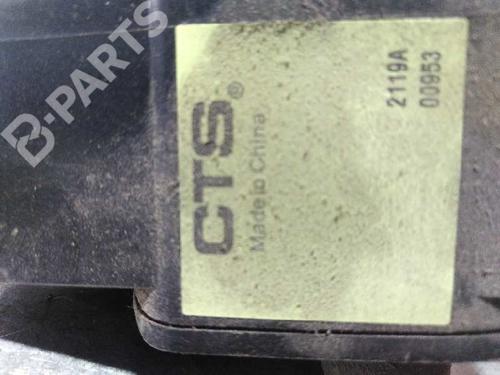 CTS®
Made in China
2119A
00953
B-PARTS